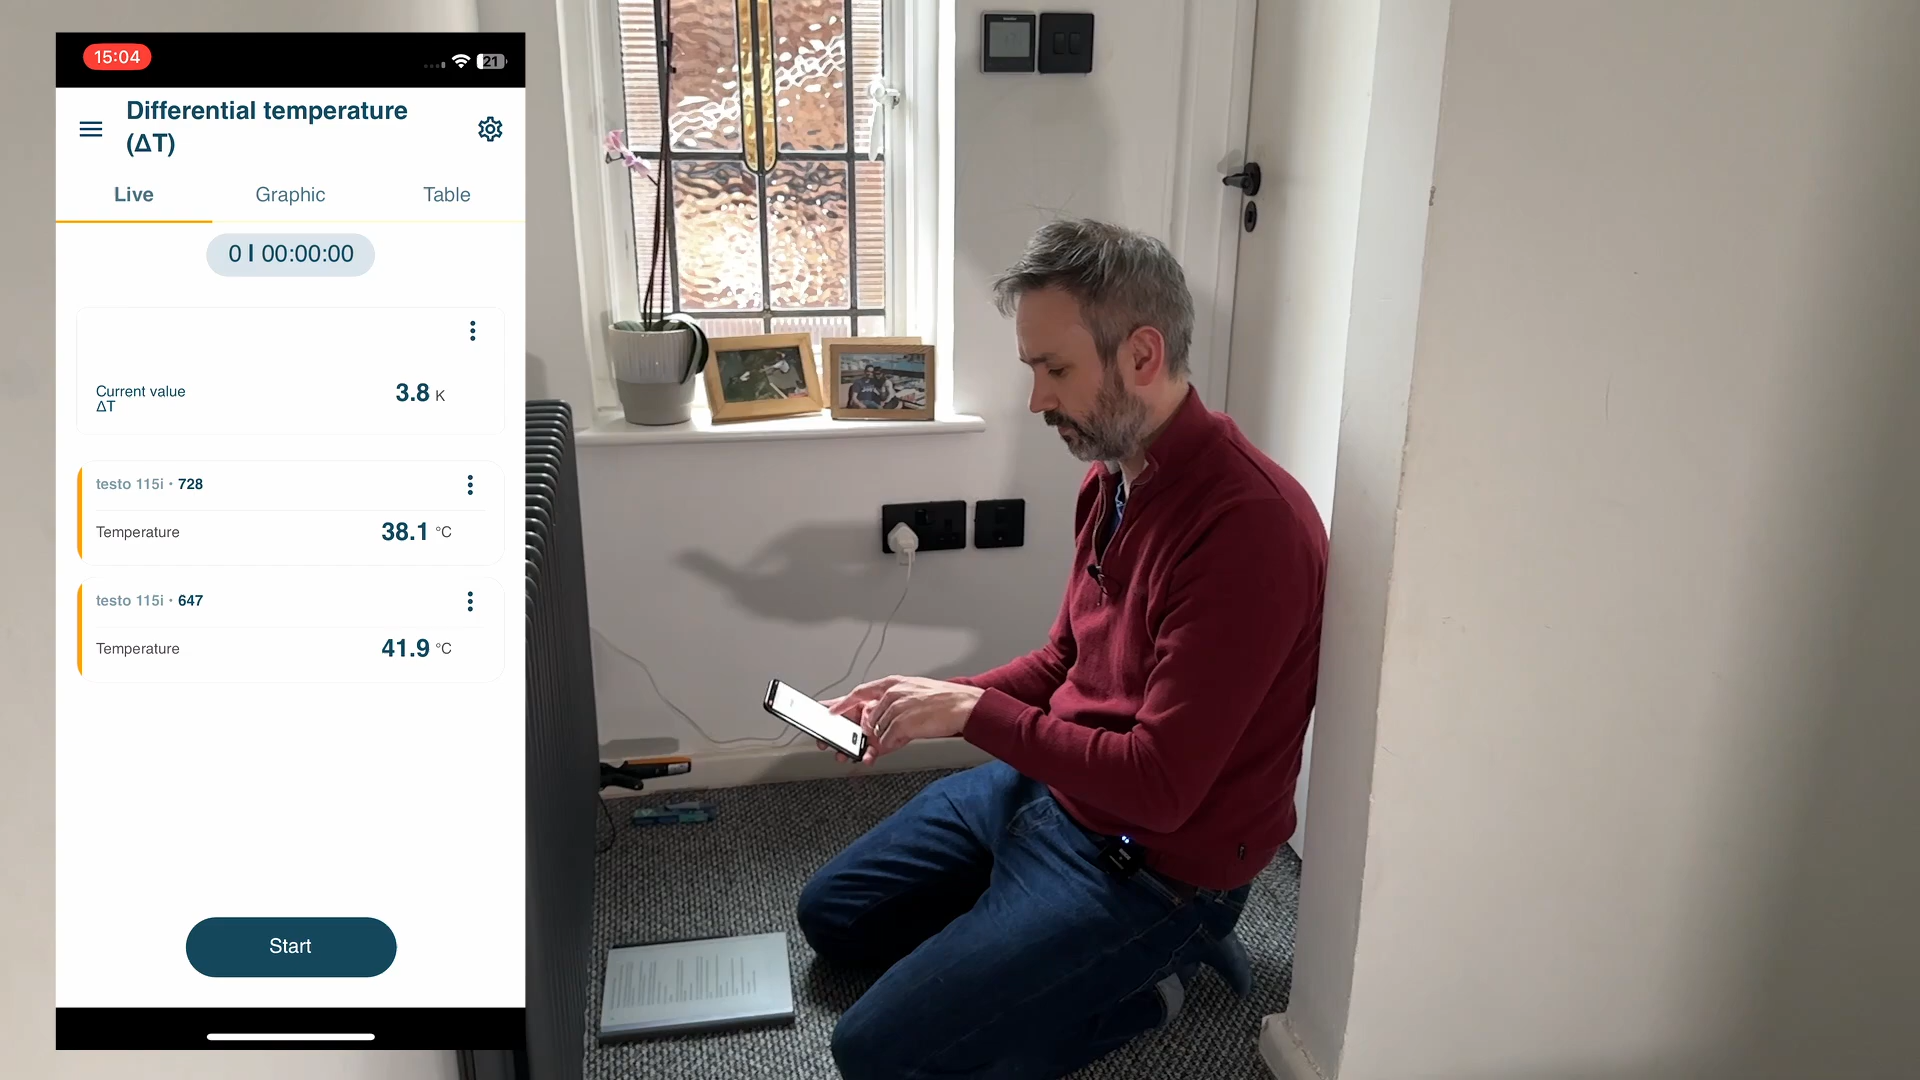 15:04
21
Differential temperature
(ΔT)
Live
Graphic
Table
0 | 00:00:00
Current value
ΔT
3.8 K
testo 115i • 728
Temperature
38.1 °C
testo 115i • 647
Temperature
41.9 °C
Start